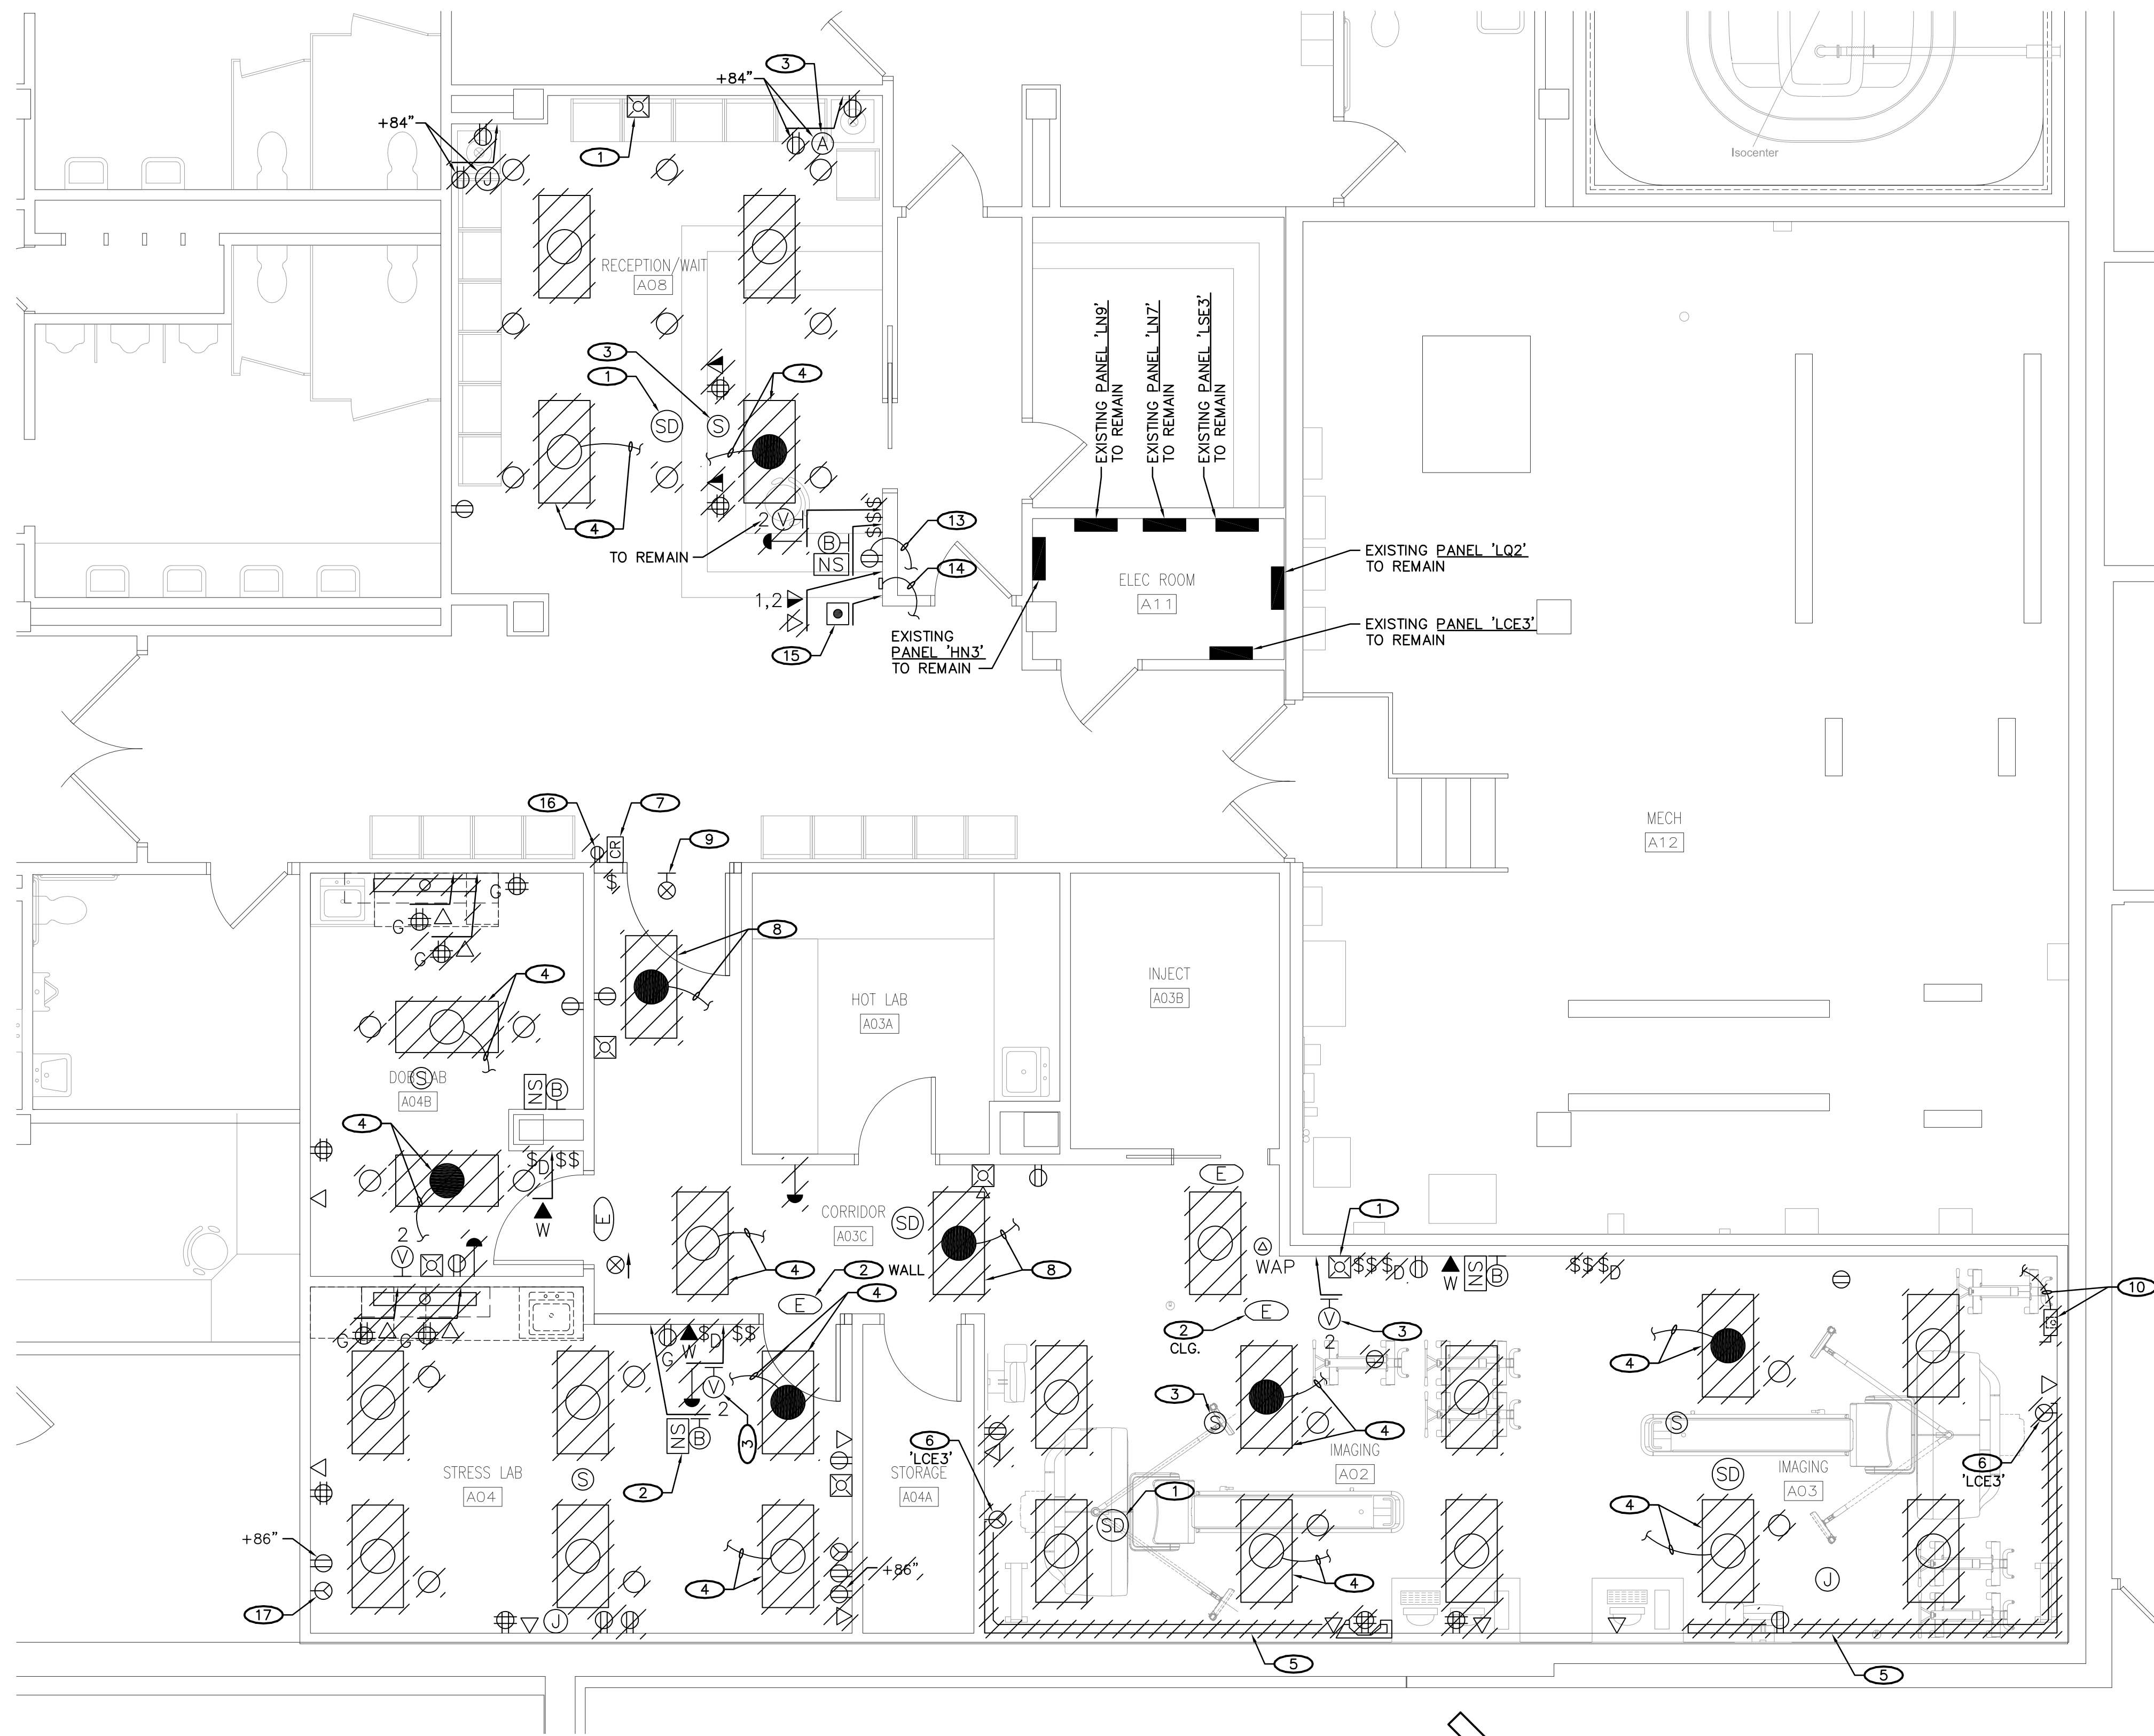 3
+84"
+84"
1
A
J
Isocenter
RECEPTION/WAIT
A08
EXISTING PANEL 'LN9'
TO REMAIN
EXISTING PANEL 'LN7'
TO REMAIN
EXISTING PANEL 'LSE3'
TO REMAIN
3
1
4
SD
S
4
2
V
$$$$
13
TO REMAIN
B
NS
14
1,2
15
EXISTING
PANEL 'HN3'
TO REMAIN
ELEC ROOM
A11
EXISTING PANEL 'LQ2'
TO REMAIN
EXISTING PANEL 'LCE3'
TO REMAIN
16
7
CR
9
$
MECH
A12
G
G
G
8
4
HOT LAB
A03A
INJECT
A03B
DOB LAB
S
A04B
NS
B
4
$D$$
W
E
2
V
CORRIDOR
A03C
SD
E
4
2
WALL
8
4
E
WAP
1
$$$D
W
NS
B
$$$D
10
G
G
G
W
$D
$$
V
2
3
NS
B
2
2
CLG.
E
V
2
3
3
S
4
4
S
6
'LCE3'
6
'LCE3'
STRESS LAB
A04
S
STORAGE
A04A
IMAGING
A02
SD
1
SD
IMAGING
A03
4
+86"
17
4
+86"
J
4
J
5
5